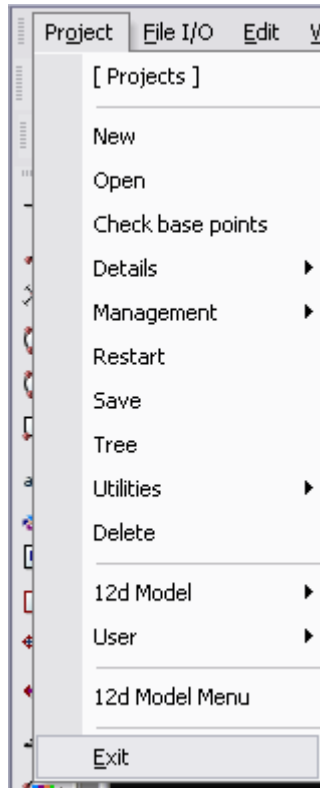 Project File I/O Edit
[ Projects ]
New
Open
Check base points
Details
Management
Restart
Save
Tree
Utilities
Delete
12d Model
User
12d Model Menu
Exit